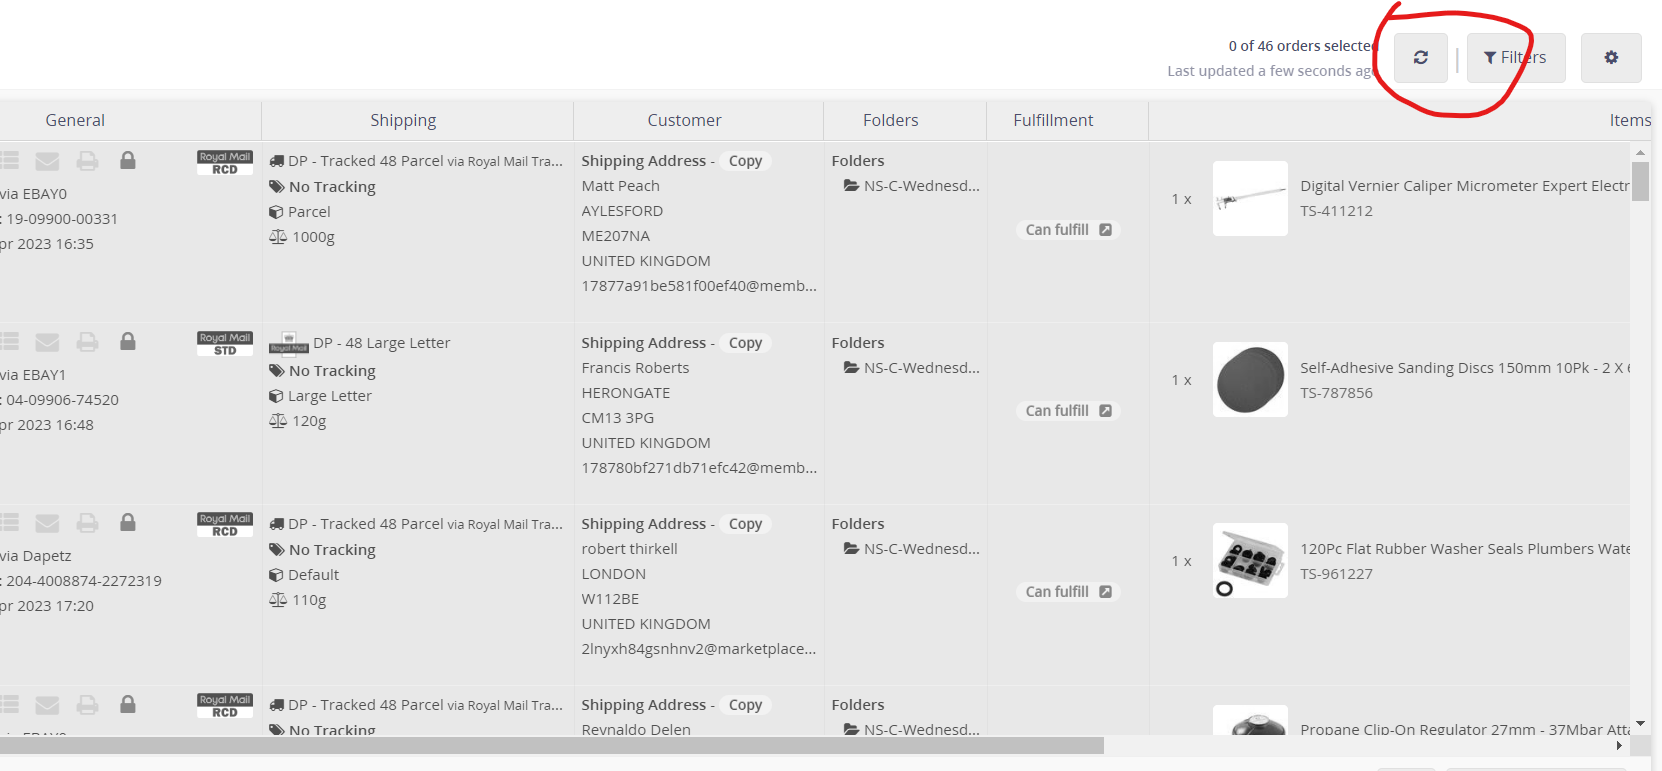 0 of 46 orders selected
Last updated a few seconds ago
Filters
General
Shipping
Customer
Folders
Fulfillment
Items
Royal Mail
RCD
via EBAY0
: 19-09900-00331
pr 2023 16:35
DP - Tracked 48 Parcel via Royal Mail Tra...
No Tracking
Parcel
1000g
Shipping Address - Copy
Matt Peach
AYLESFORD
ME207NA
UNITED KINGDOM
17877a91be581f00ef40@memb...
Folders
NS-C-Wednesd...
Can fulfill
1 x
Digital Vernier Caliper Micrometer Expert Electr
TS-411212
Royal Mail
STD
via EBAY1
: 04-09906-74520
pr 2023 16:48
Royal Mail
DP - 48 Large Letter
No Tracking
Large Letter
120g
Shipping Address - Copy
Francis Roberts
HERONGATE
CM13 3PG
UNITED KINGDOM
178780bf271db71efc42@memb...
Folders
NS-C-Wednesd...
Can fulfill
1 x
Self-Adhesive Sanding Discs 150mm 10Pk - 2 X
TS-787856
Royal Mail
RCD
via Dapetz
: 204-4008874-2272319
pr 2023 17:20
DP - Tracked 48 Parcel via Royal Mail Tra...
No Tracking
Default
110g
Shipping Address - Copy
robert thirkell
LONDON
W112BE
UNITED KINGDOM
2lnyxh84gsnhnv2@marketplace...
Folders
NS-C-Wednesd...
Can fulfill
1 x
120Pc Flat Rubber Washer Seals Plumbers Wate
TS-961227
Royal Mail
RCD
DP - Tracked 48 Parcel via Royal Mail Tra...
No Tracking
Shipping Address - Copy
Reynaldo Delen
Folders
NS-C-Wednesd...
Propane Clip-On Regulator 27mm - 37Mbar Atta